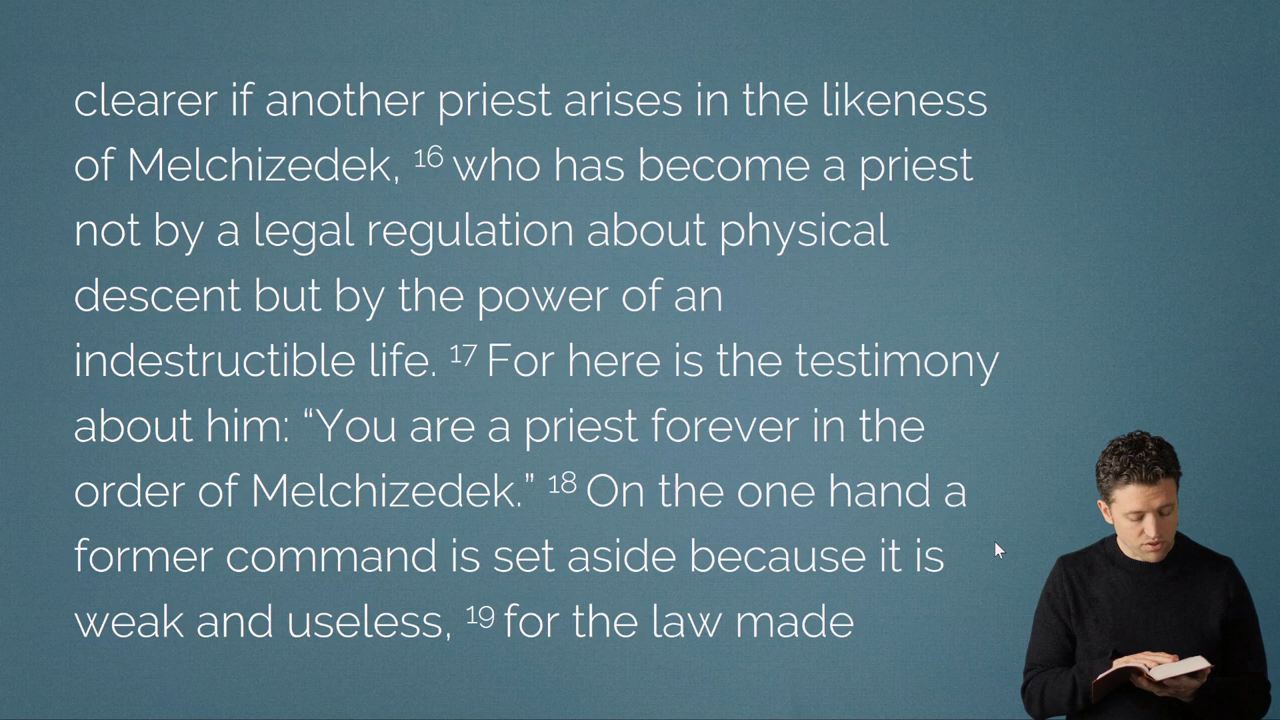 clearer if another priest arises in the likeness
of Melchizedek, 16 who has become a priest
not by a legal regulation about physical
descent but by the power of an
indestructible life. 17 For here is the testimony
about him: “You are a priest forever in the
order of Melchizedek.” 18 On the one hand a
former command is set aside because it is
weak and useless, 19 for the law made